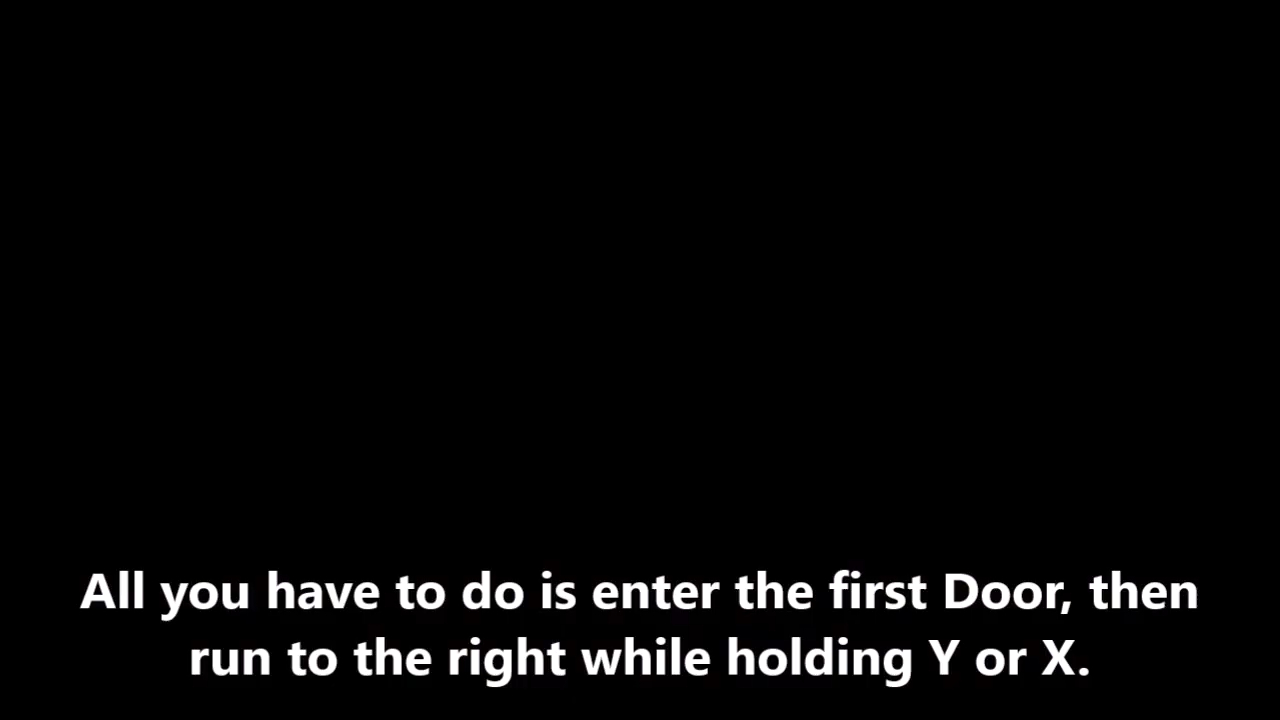 All you have to do is enter the first Door, then
run to the right while holding Y or X.